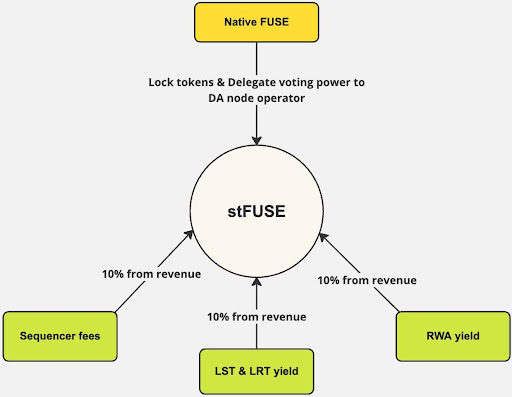 Native FUSE
Lock tokens & Delegate voting power to
DA node operator
stFUSE
10% from revenue
10% from revenue
10% from revenue
Sequencer fees
LST & LRT yield
RWA yield